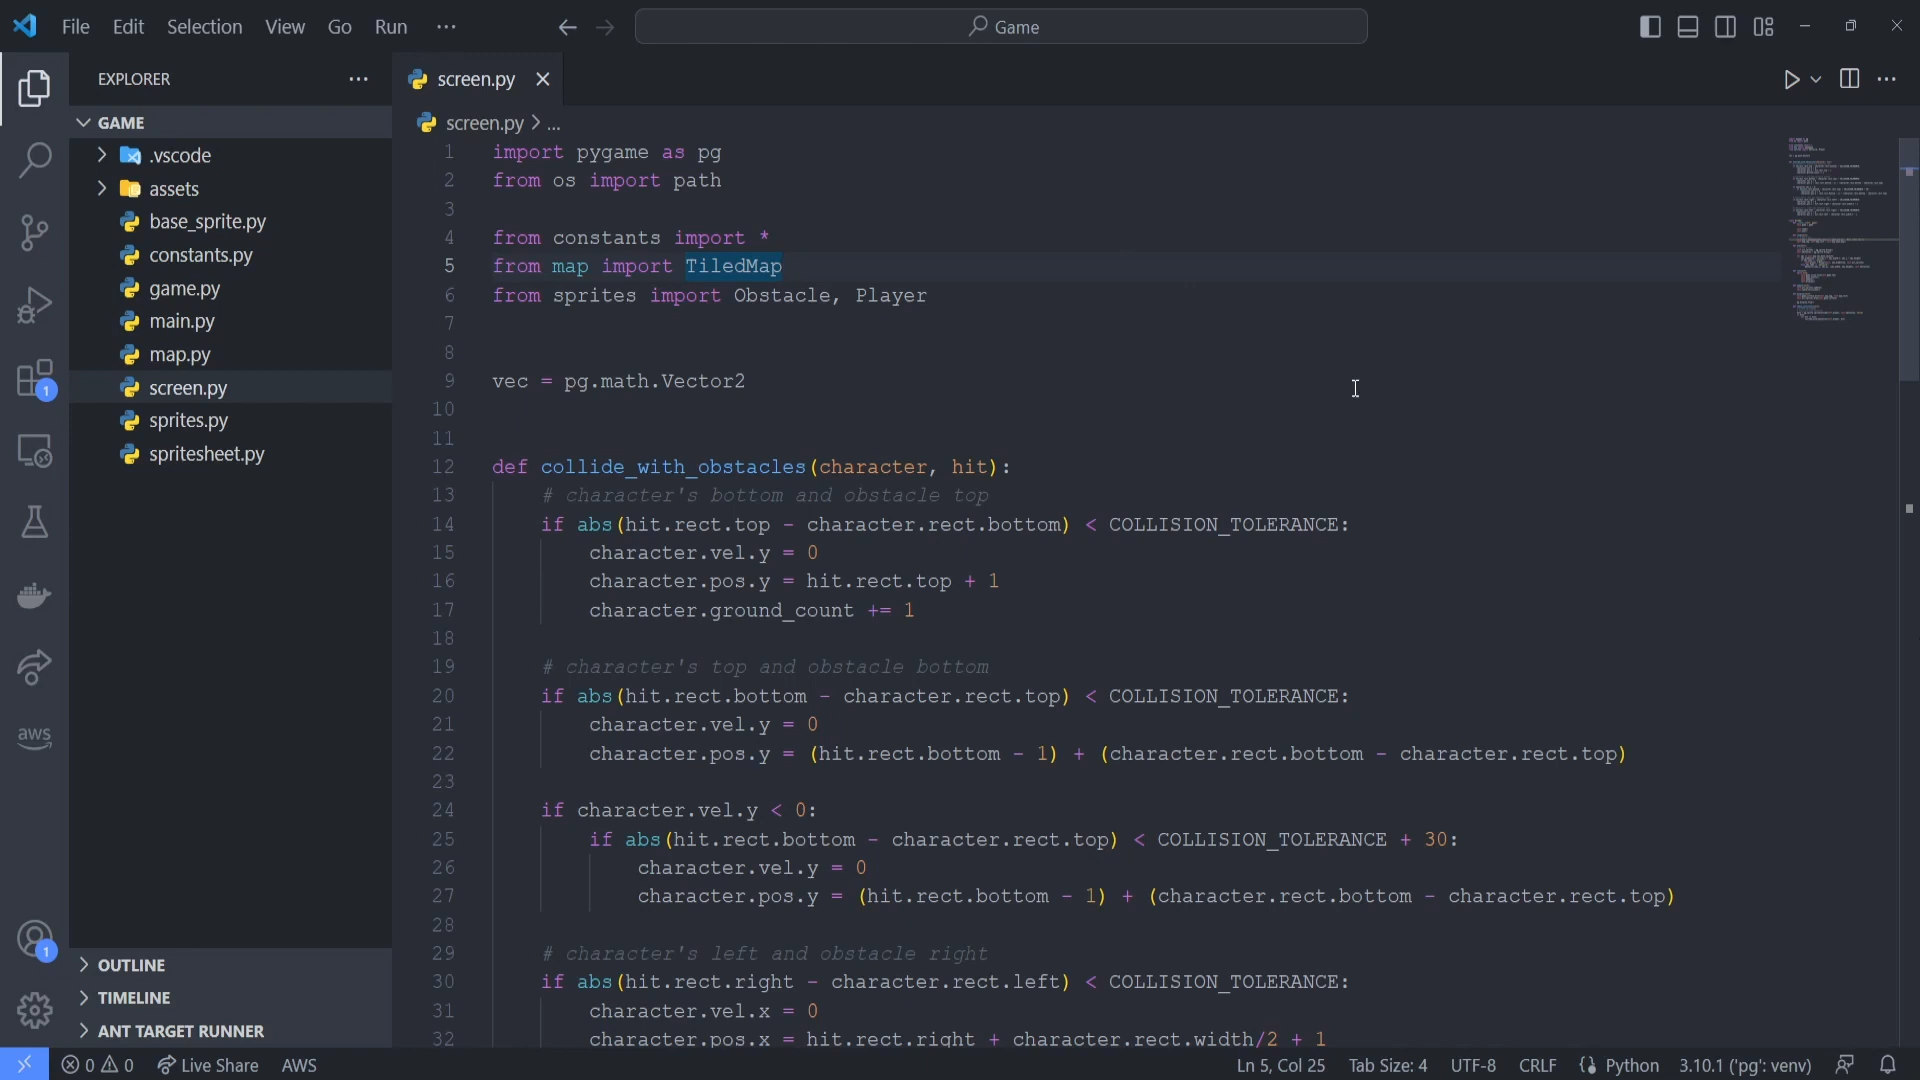 File Edit Selection View Go Run ···
Game
EXPLORER ···
screen.py
GAME
screen.py > ...
.vscode
assets
base_sprite.py
constants.py
game.py
main.py
map.py
screen.py
sprites.py
spritesheet.py
1 import pygame as pg
2 from os import path
3
4 from constants import *
5 from map import TiledMap
6 from sprites import Obstacle, Player
7
8
9 vec = pg.math.Vector2
10
11
12 def collide_with_obstacles(character, hit):
13 # character's bottom and obstacle top
14 if abs(hit.rect.top - character.rect.bottom) < COLLISION_TOLERANCE:
15 character.vel.y = 0
16 character.pos.y = hit.rect.top + 1
17 character.ground_count += 1
18
19 # character's top and obstacle bottom
20 if abs(hit.rect.bottom - character.rect.top) < COLLISION_TOLERANCE:
21 character.vel.y = 0
22 character.pos.y = (hit.rect.bottom - 1) + (character.rect.bottom - character.rect.top)
23
24 if character.vel.y < 0:
25 if abs(hit.rect.bottom - character.rect.top) < COLLISION_TOLERANCE + 30:
26 character.vel.y = 0
27 character.pos.y = (hit.rect.bottom - 1) + (character.rect.bottom - character.rect.top)
28
29 # character's left and obstacle right
30 if abs(hit.rect.right - character.rect.left) < COLLISION_TOLERANCE:
31 character.vel.x = 0
32 character.pos.x = hit.rect.right + character.rect.width/2 + 1
1
aws
1
OUTLINE
TIMELINE
ANT TARGET RUNNER
0 0 Live Share AWS
Ln 5, Col 25 Tab Size: 4 UTF-8 CRLF Python 3.10.1 ('pg': venv)